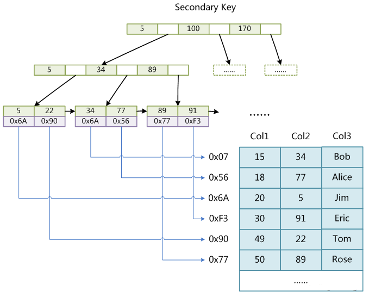 Secondary Key
5 100 170
5 34 89 ...... ......
5 22 34 77 89 91 ......
0x6A 0x90 0x6A 0x56 0x77 0xF3
Col1 Col2 Col3
0x07 15 34 Bob
0x56 18 77 Alice
0x6A 20 5 Jim
0xF3 30 91 Eric
0x90 49 22 Tom
0x77 50 89 Rose
......